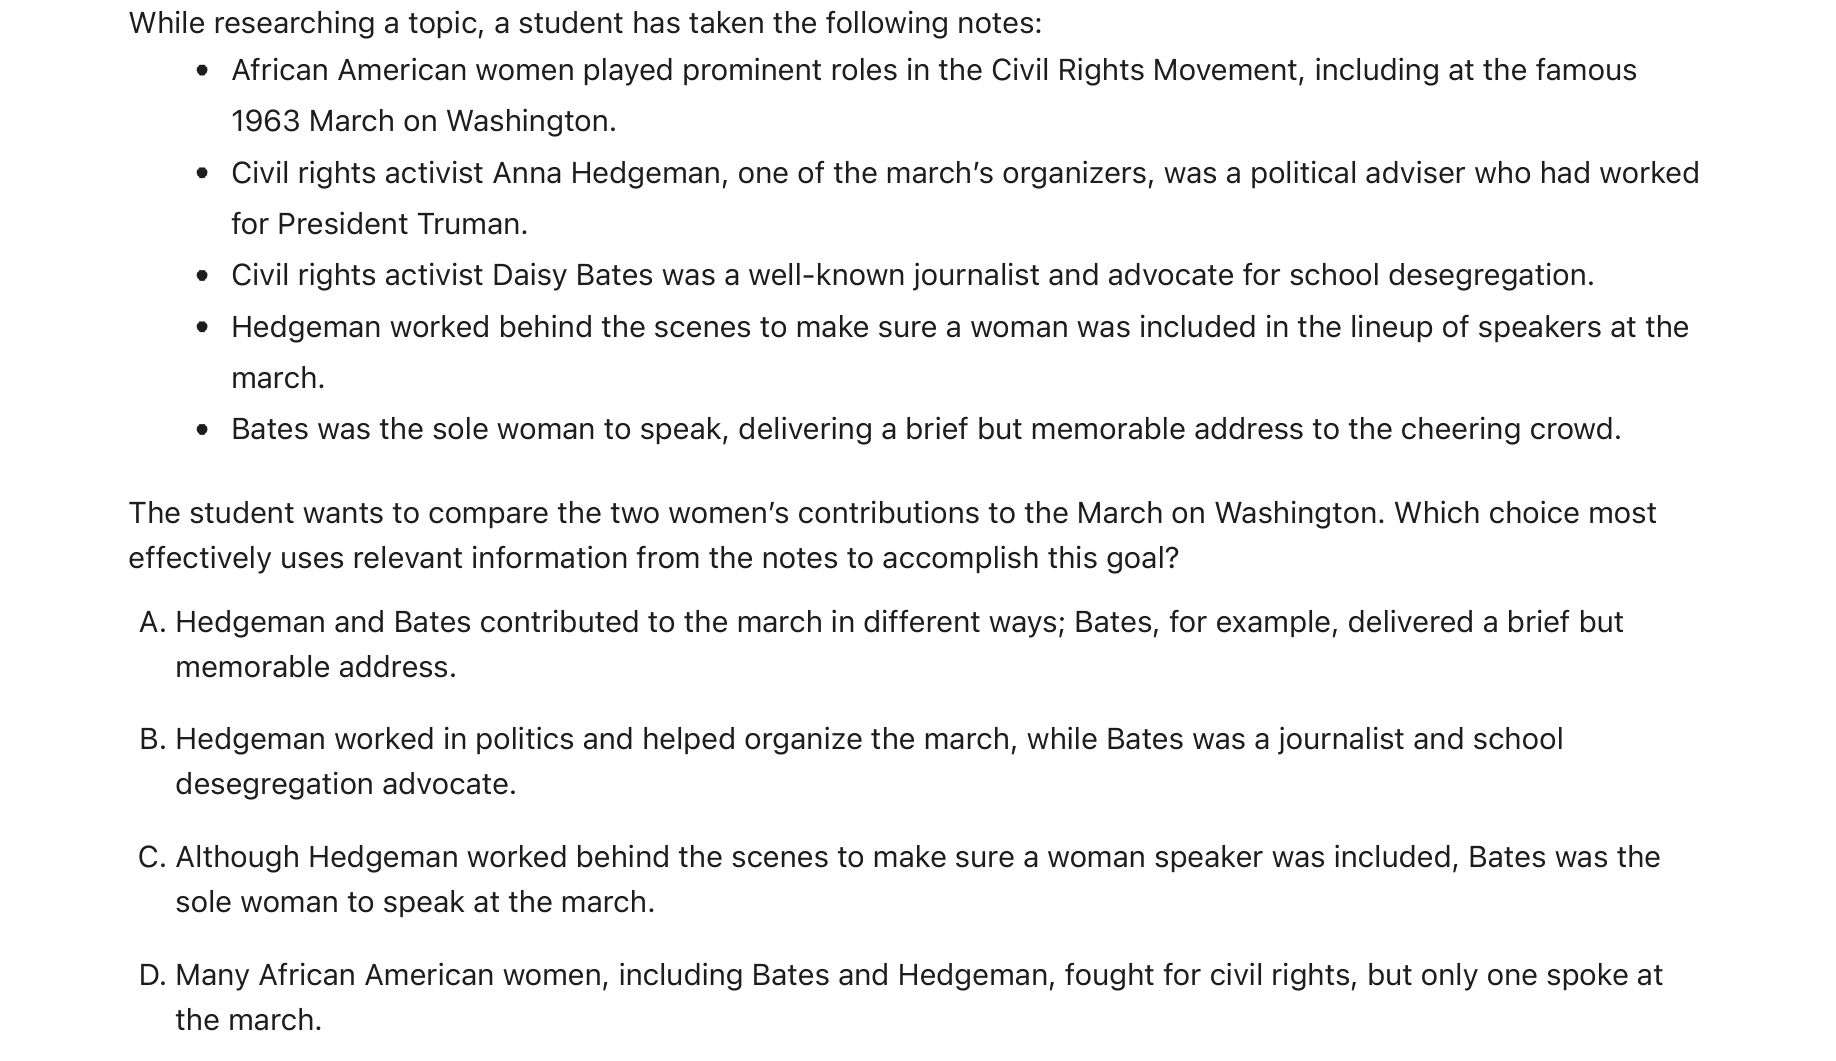 While researching a topic, a student has taken the following notes:
• African American women played prominent roles in the Civil Rights Movement, including at the famous
1963 March on Washington.
• Civil rights activist Anna Hedgeman, one of the march’s organizers, was a political adviser who had worked
for President Truman.
• Civil rights activist Daisy Bates was a well-known journalist and advocate for school desegregation.
• Hedgeman worked behind the scenes to make sure a woman was included in the lineup of speakers at the
march.
• Bates was the sole woman to speak, delivering a brief but memorable address to the cheering crowd.
The student wants to compare the two women’s contributions to the March on Washington. Which choice most
effectively uses relevant information from the notes to accomplish this goal?
A. Hedgeman and Bates contributed to the march in different ways; Bates, for example, delivered a brief but
memorable address.
B. Hedgeman worked in politics and helped organize the march, while Bates was a journalist and school
desegregation advocate.
C. Although Hedgeman worked behind the scenes to make sure a woman speaker was included, Bates was the
sole woman to speak at the march.
D. Many African American women, including Bates and Hedgeman, fought for civil rights, but only one spoke at
the march.